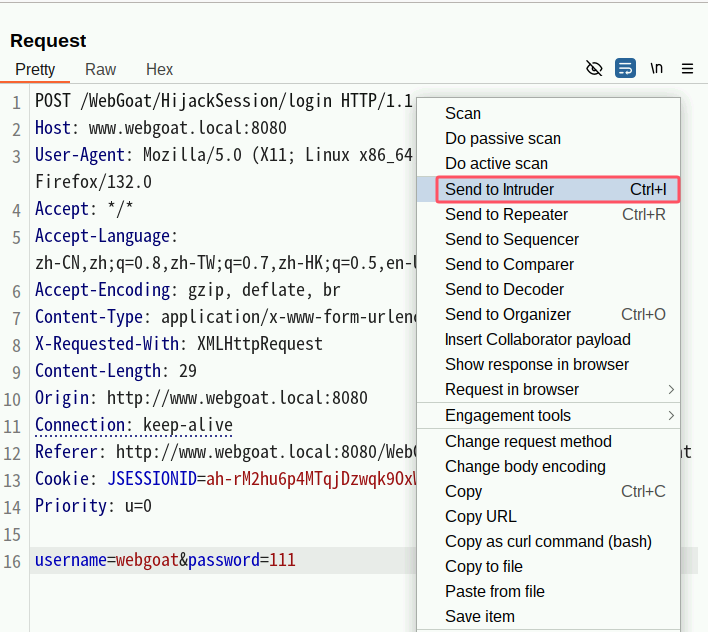 Request
Pretty Raw Hex \n
1 POST /WebGoat/HijackSession/login HTTP/1.1
2 Host: www.webgoat.local:8080
3 User-Agent: Mozilla/5.0 (X11; Linux x86_64
Firefox/132.0
4 Accept: */*
5 Accept-Language:
zh-CN,zh;q=0.8,zh-TW;q=0.7,zh-HK;q=0.5,en-
6 Accept-Encoding: gzip, deflate, br
7 Content-Type: application/x-www-form-urlen
8 X-Requested-With: XMLHttpRequest
9 Content-Length: 29
10 Origin: http://www.webgoat.local:8080
11 Connection: keep-alive
12 Referer: http://www.webgoat.local:8080/Web
13 Cookie: JSESSIONID=ah-rM2hu6p4MTqjDzwqk9Ox
14 Priority: u=0
15
16 username=webgoat&password=111
Scan
Do passive scan
Do active scan
Send to Intruder Ctrl+I
Send to Repeater Ctrl+R
Send to Sequencer
Send to Comparer
Send to Decoder
Send to Organizer Ctrl+O
Insert Collaborator payload
Show response in browser
Request in browser
Engagement tools
Change request method
Change body encoding
Copy Ctrl+C
Copy URL
Copy as curl command (bash)
Copy to file
Paste from file
Save item